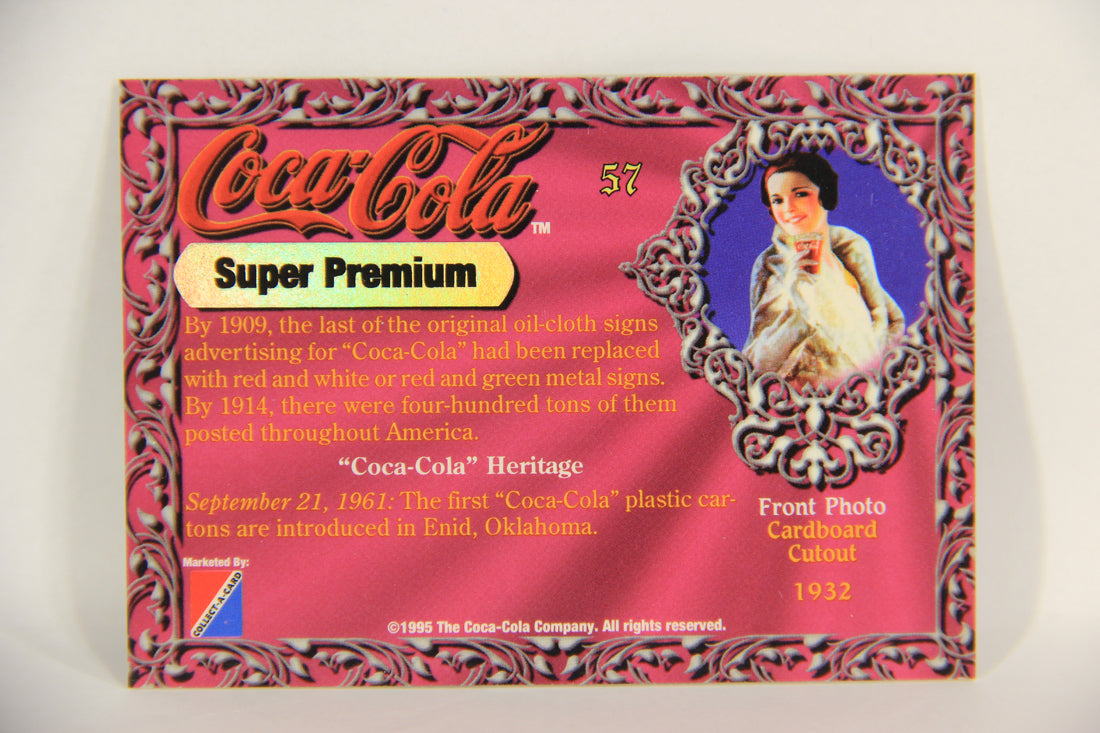 Coca-Cola TM
57
Super Premium
By 1909, the last of the original oil-cloth signs
advertising for “Coca-Cola” had been replaced
with red and white or red and green metal signs.
By 1914, there were four-hundred tons of them
posted throughout America.
“Coca-Cola” Heritage
September 21, 1961: The first “Coca-Cola” plastic car-
tons are introduced in Enid, Oklahoma.
Front Photo
Cardboard
Cutout
1932
Marketed By:
COLLECT-A-CARD
©1995 The Coca-Cola Company. All rights reserved.